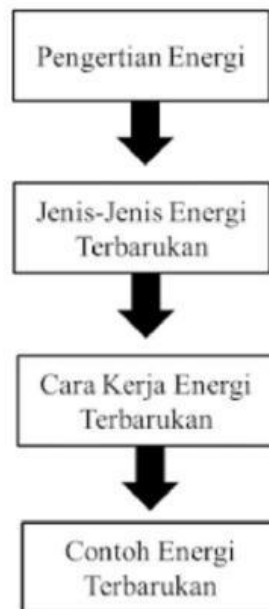 Pengertian Energi
Jenis-Jenis Energi
Terbarukan
Cara Kerja Energi
Terbarukan
Contoh Energi
Terbarukan